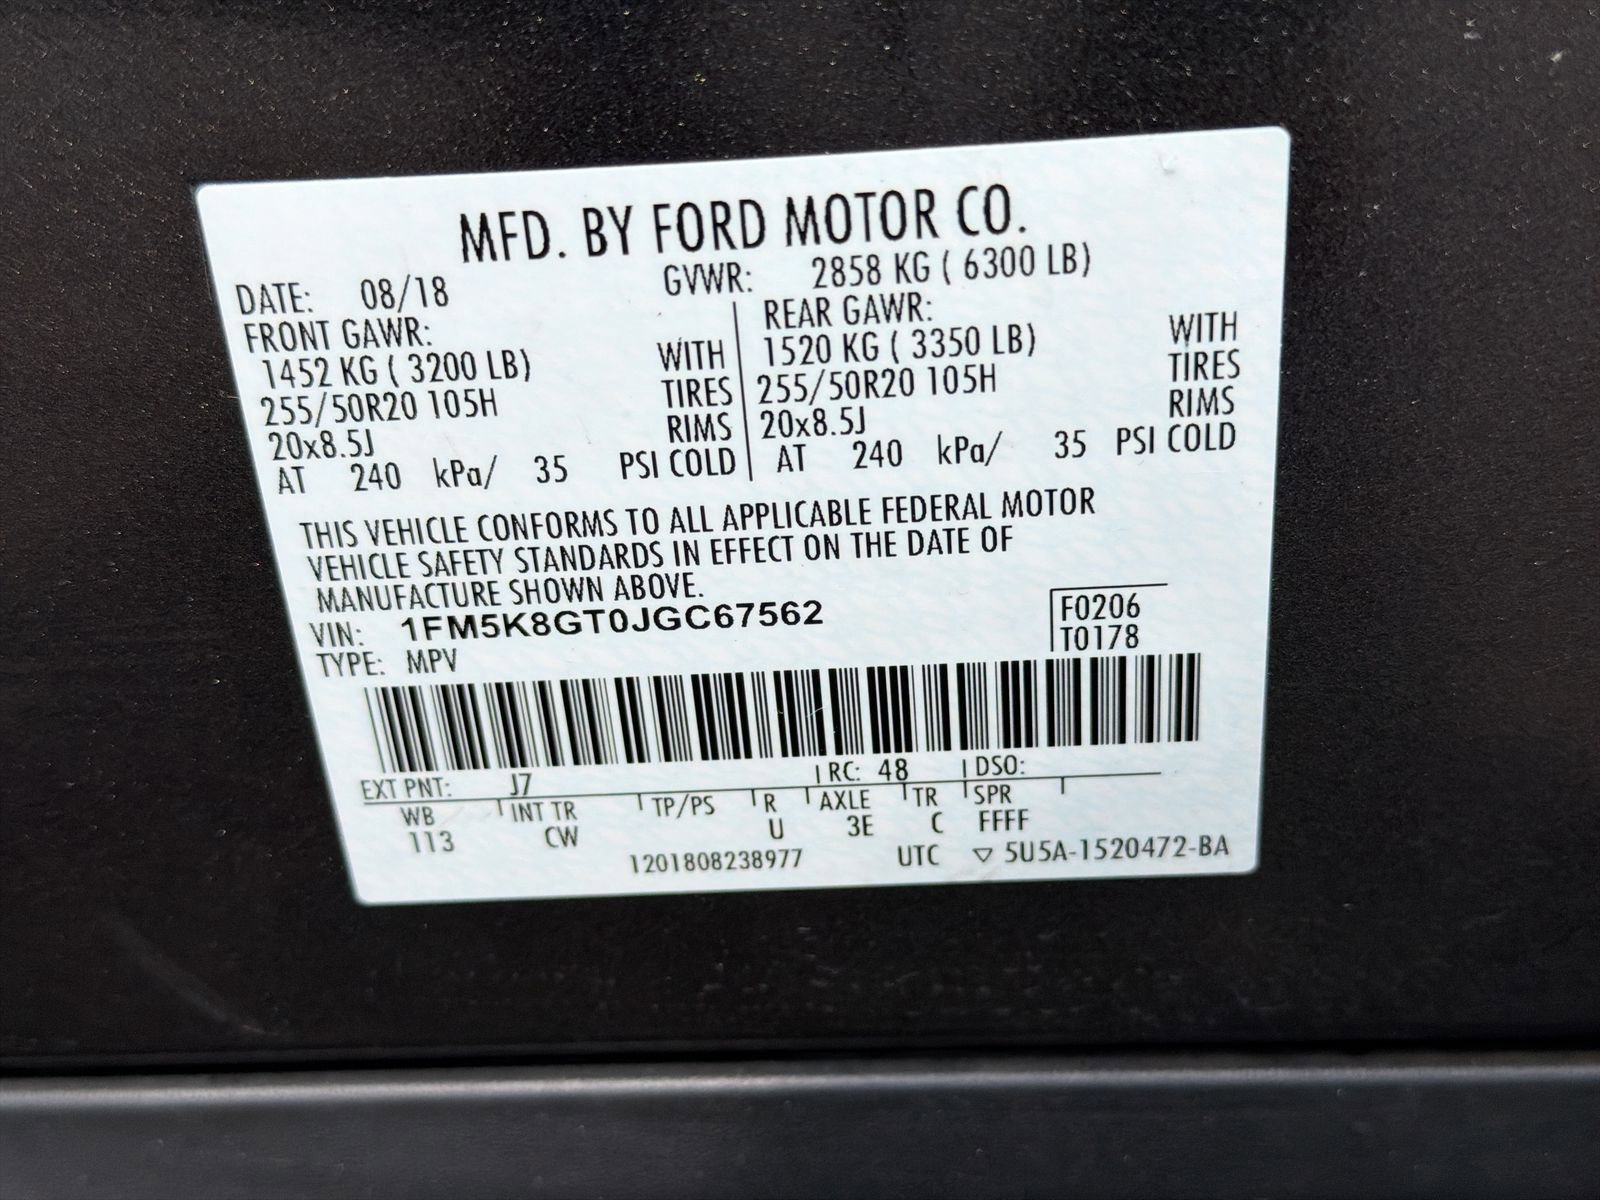 MFD. BY FORD MOTOR CO.
DATE: 08/18 GVWR: 2858 KG ( 6300 LB)
FRONT GAWR: REAR GAWR:
1452 KG ( 3200 LB) WITH 1520 KG ( 3350 LB) WITH
255/50R20 105H TIRES 255/50R20 105H TIRES
20x8.5J RIMS 20x8.5J RIMS
AT 240 kPa/ 35 PSI COLD AT 240 kPa/ 35 PSI COLD
THIS VEHICLE CONFORMS TO ALL APPLICABLE FEDERAL MOTOR
VEHICLE SAFETY STANDARDS IN EFFECT ON THE DATE OF
MANUFACTURE SHOWN ABOVE.
VIN: 1FM5K8GT0JGC67562 F0206
TYPE: MPV T0178
EXT PNT: J7 RC: 48 DSO:
WB INT TR TP/PS R AXLE TR SPR
113 CW U 3E C FFFF
1201808238977 UTC ▽ 5U5A-1520472-BA